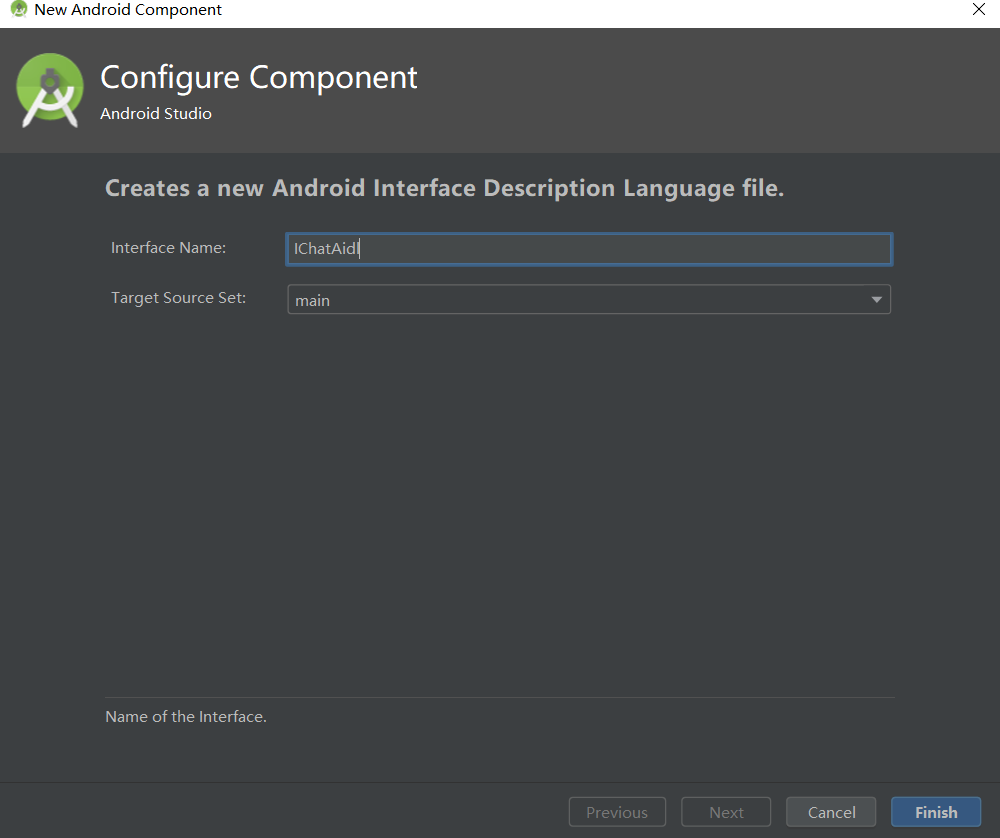 New Android Component
Configure Component
Android Studio
Creates a new Android Interface Description Language file.
Interface Name:
IChatAidl
Target Source Set:
main
Name of the Interface.
Previous
Next
Cancel
Finish